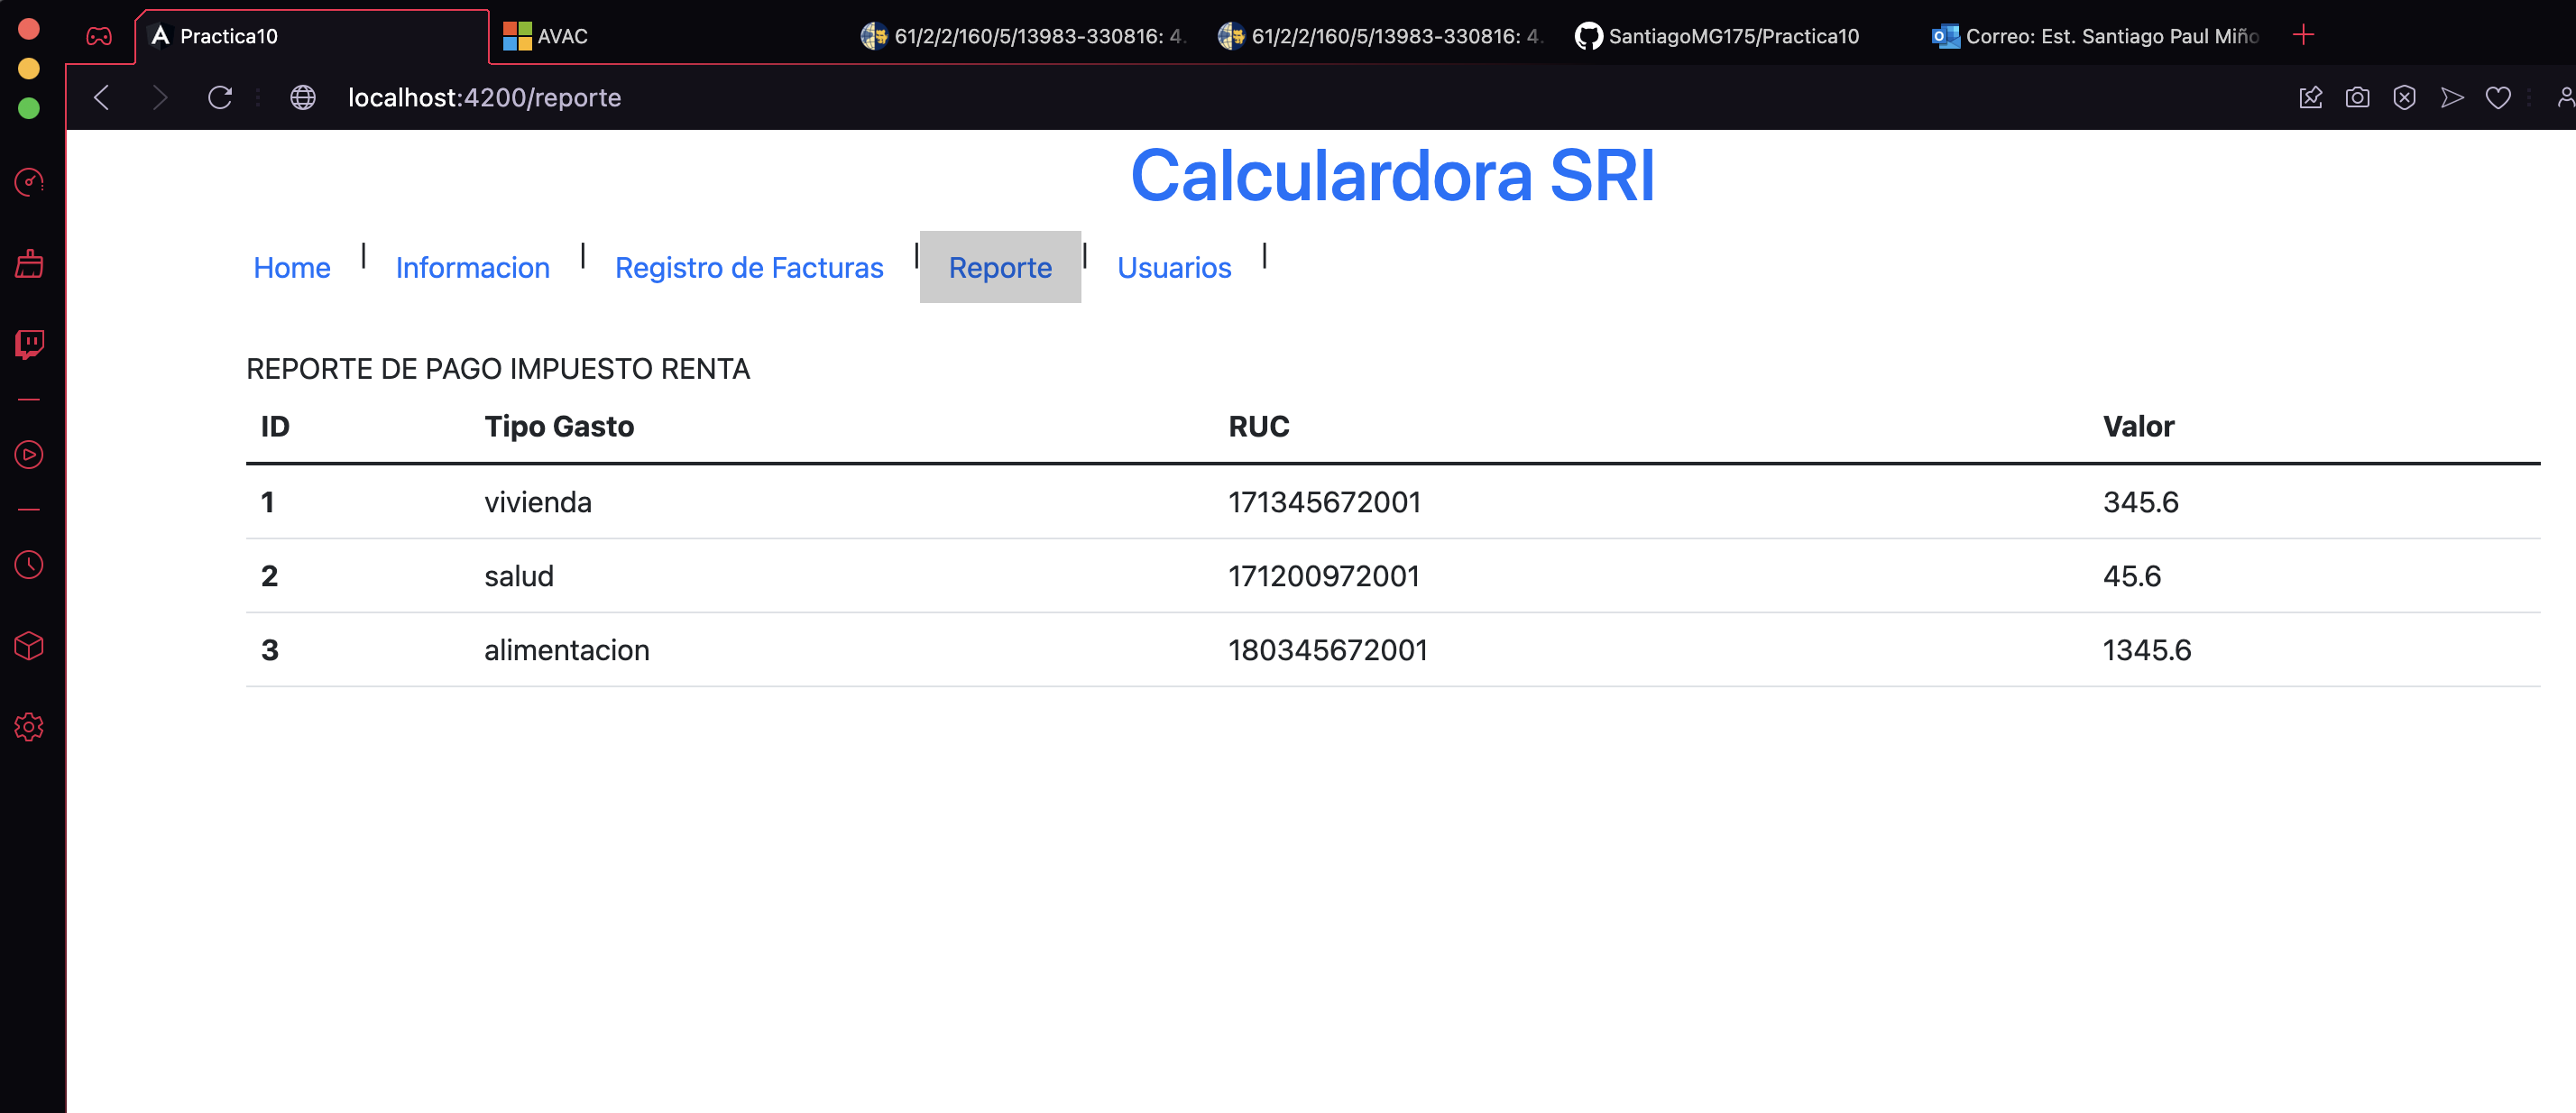 Practica10 AVAC 61/2/2/160/5/13983-330816: 4. 61/2/2/160/5/13983-330816: 4. SantiagoMG175/Practica10 Correo: Est. Santiago Paul Miño
localhost:4200/reporte
Calculardora SRI
Home | Informacion | Registro de Facturas | Reporte | Usuarios |
REPORTE DE PAGO IMPUESTO RENTA
ID Tipo Gasto RUC Valor
1 vivienda 171345672001 345.6
2 salud 171200972001 45.6
3 alimentacion 180345672001 1345.6